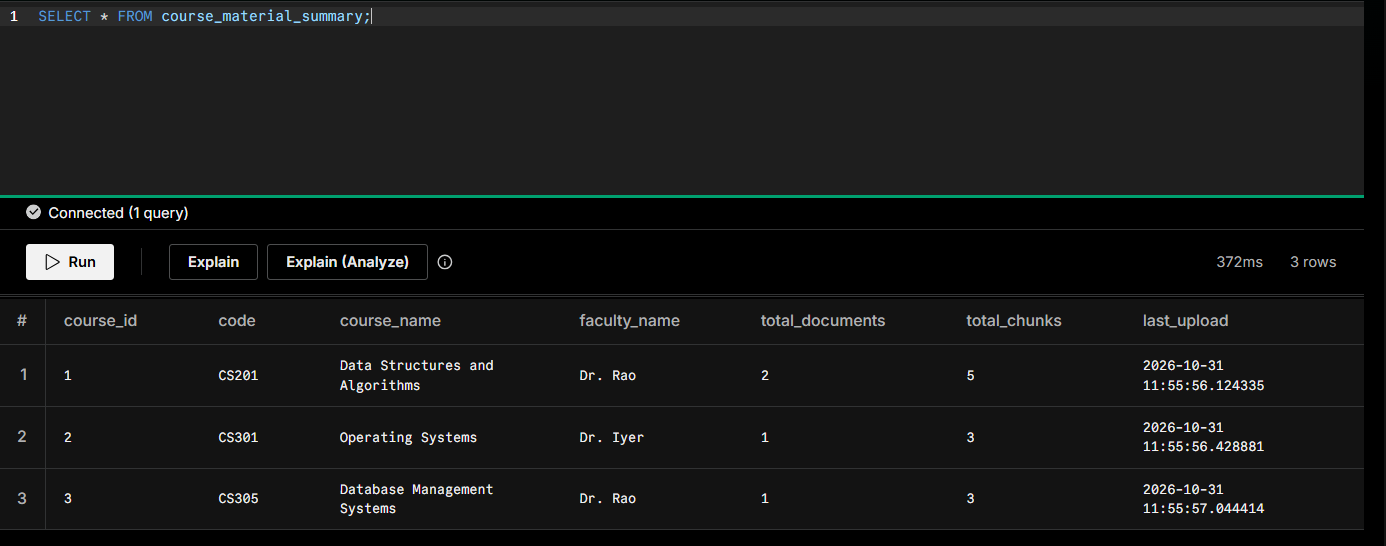 1 SELECT * FROM course_material_summary;
Connected (1 query)
Run Explain Explain (Analyze) 372ms 3 rows
# course_id code course_name faculty_name total_documents total_chunks last_upload
1 1 CS201 Data Structures and Algorithms Dr. Rao 2 5 2026-10-31 11:55:56.124335
2 2 CS301 Operating Systems Dr. Iyer 1 3 2026-10-31 11:55:56.428881
3 3 CS305 Database Management Systems Dr. Rao 1 3 2026-10-31 11:55:57.044414